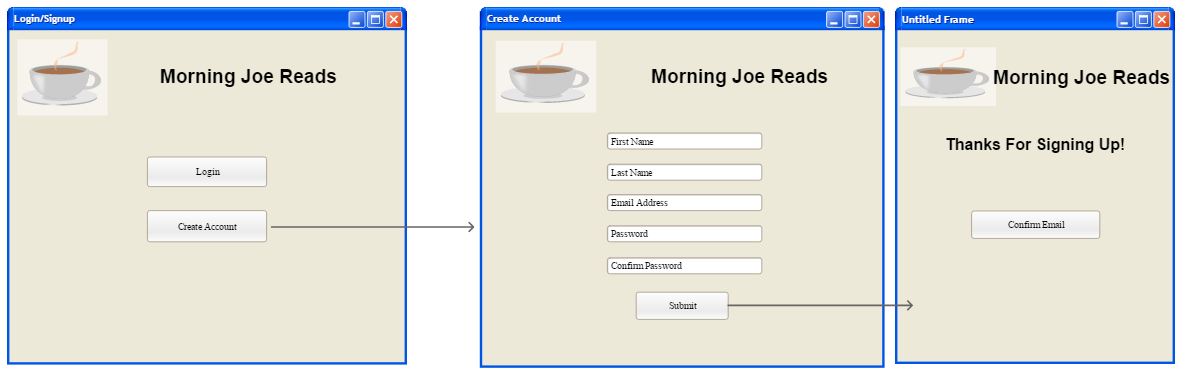 Login/Signup
Morning Joe Reads
Login
Create Account
Create Account
Morning Joe Reads
First Name
Last Name
Email Address
Password
Confirm Password
Submit
Untitled Frame
Morning Joe Reads
Thanks For Signing Up!
Confirm Email